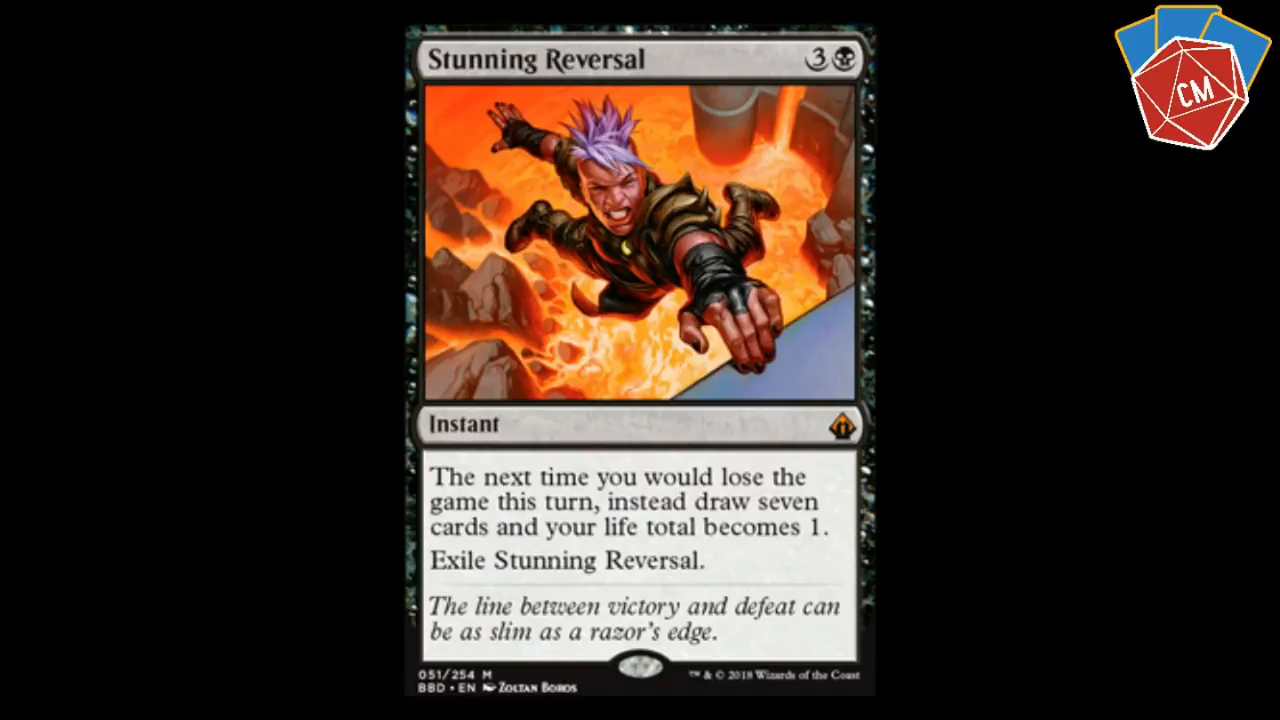 Stunning Reversal 3
CM
Instant
The next time you would lose the
game this turn, instead draw seven
cards and your life total becomes 1.
Exile Stunning Reversal.
The line between victory and defeat can
be as slim as a razor's edge.
051/254 M
™ & © 2018 Wizards of the Coast
BBD • EN Zoltan Boros